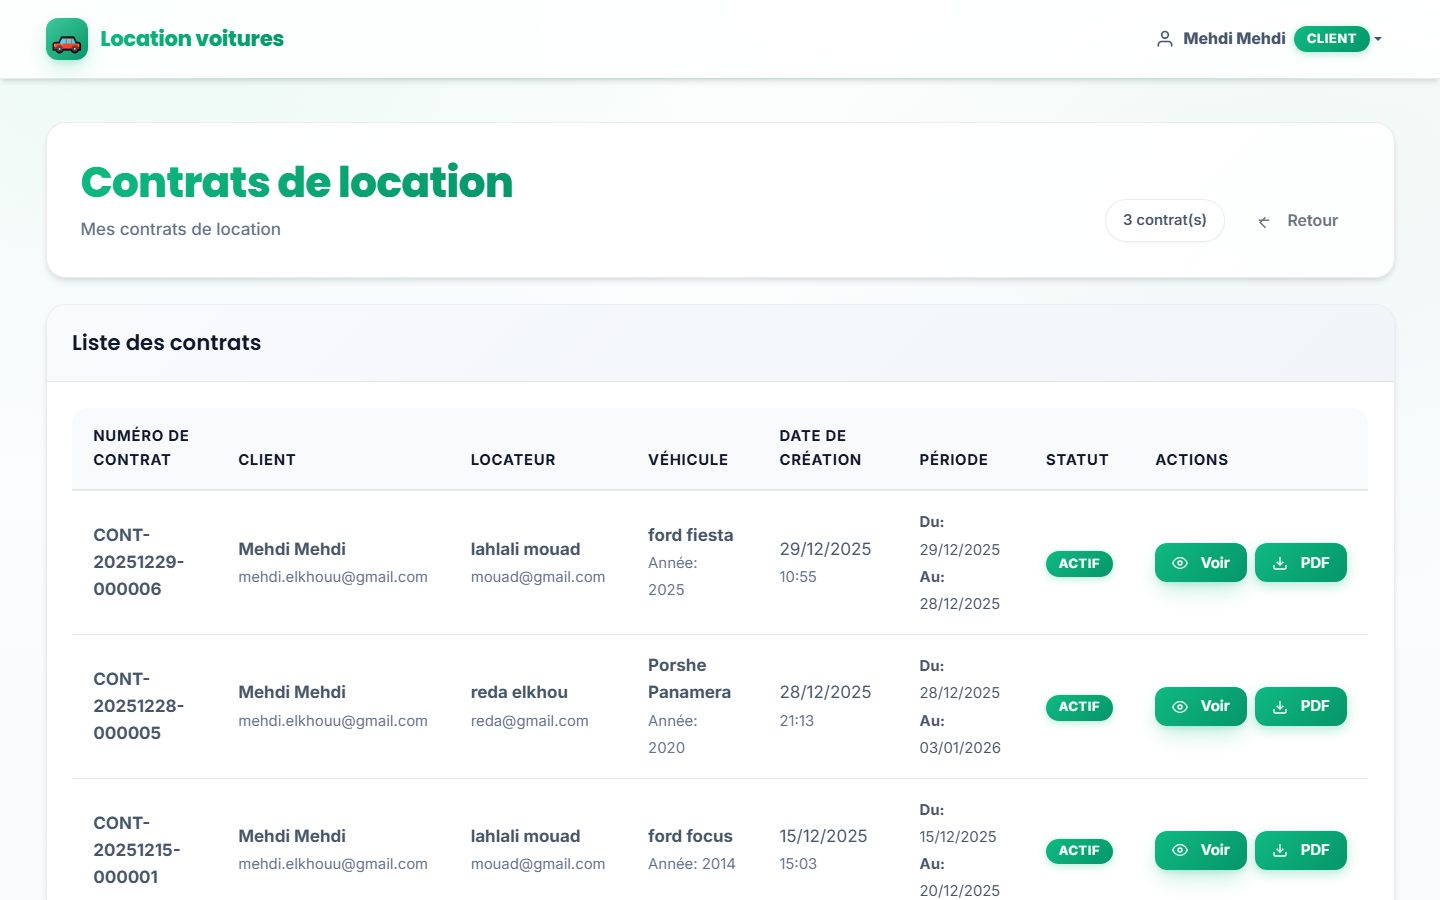 Location voitures
Mehdi Mehdi CLIENT
Contrats de location
Mes contrats de location
3 contrat(s)
Retour
Liste des contrats
NUMÉRO DE CONTRAT
CLIENT
LOCATEUR
VÉHICULE
DATE DE CRÉATION
PÉRIODE
STATUT
ACTIONS
CONT-
20251229-
000006
Mehdi Mehdi
mehdi.elkhouu@gmail.com
lahlali mouad
mouad@gmail.com
ford fiesta
Année:
2025
29/12/2025
10:55
Du:
29/12/2025
Au:
28/12/2025
ACTIF
Voir
PDF
CONT-
20251228-
000005
Mehdi Mehdi
mehdi.elkhouu@gmail.com
reda elkhou
reda@gmail.com
Porshe
Panamera
Année:
2020
28/12/2025
21:13
Du:
28/12/2025
Au:
03/01/2026
ACTIF
Voir
PDF
CONT-
20251215-
000001
Mehdi Mehdi
mehdi.elkhouu@gmail.com
lahlali mouad
mouad@gmail.com
ford focus
Année: 2014
15/12/2025
15:03
Du:
15/12/2025
Au:
20/12/2025
ACTIF
Voir
PDF